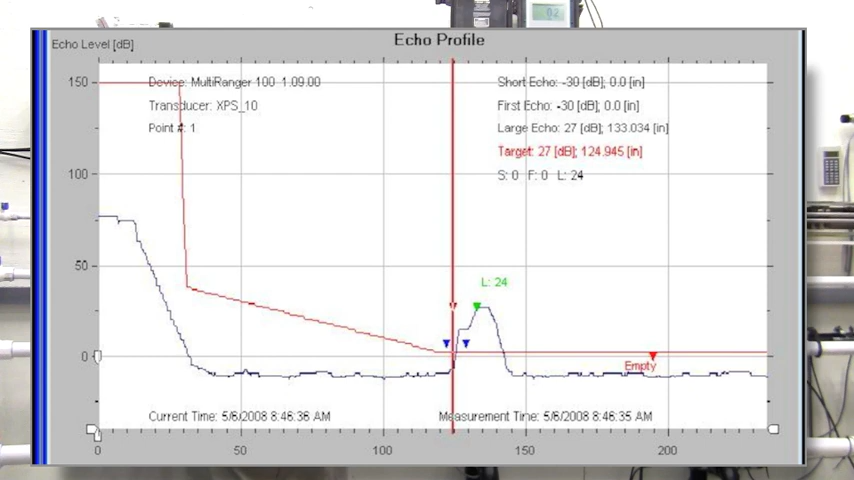 02
Echo Profile
Echo Level [dB]
150
Device: MultiRanger 100 1.09.00
Short Echo: -30 [dB]; 0.0 [in]
Transducer: XPS_10
First Echo: -30 [dB]; 0.0 [in]
Point #: 1
Large Echo: 27 [dB]; 133.034 [in]
Target: 27 [dB]; 124.945 [in]
100
S: 0 F: 0 L: 24
50
L: 24
0
Empty
Current Time: 5/6/2008 8:46:36 AM
Measurement Time: 5/6/2008 8:46:35 AM
0 50 100 150 200